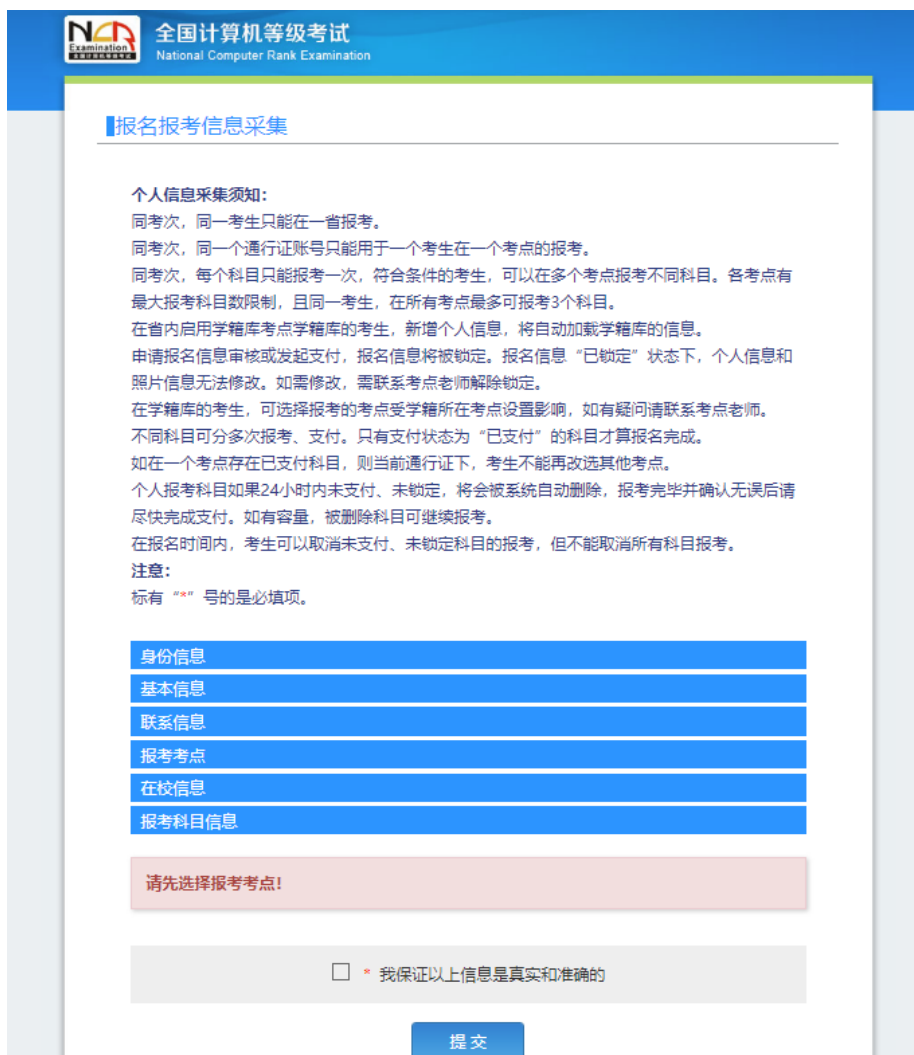 NCR
Examination
全国计算机等级考试
全国计算机等级考试
National Computer Rank Examination
报名报考信息采集
个人信息采集须知：
同考次，同一考生只能在一省报考。
同考次，同一个通行证账号只能用于一个考生在一个考点的报考。
同考次，每个科目只能报考一次，符合条件的考生，可以在多个考点报考不同科目。各考点有
最大报考科目数限制，且同一考生，在所有考点最多可报考3个科目。
在省内启用学籍库考点学籍库的考生，新增个人信息，将自动加载学籍库的信息。
申请报名信息审核或发起支付，报名信息将被锁定。报名信息“已锁定”状态下，个人信息和
照片信息无法修改。如需修改，需联系考点老师解除锁定。
在学籍库的考生，可选择报考的考点受学籍所在考点设置影响，如有疑问请联系考点老师。
不同科目可分多次报考、支付。只有支付状态为“已支付”的科目才算报名完成。
如在一个考点存在已支付科目，则当前通行证下，考生不能再改选其他考点。
个人报考科目如果24小时内未支付、未锁定，将会被系统自动删除，报考完毕并确认无误后请
尽快完成支付。如有容量，被删除科目可继续报考。
在报名时间内，考生可以取消未支付、未锁定科目的报考，但不能取消所有科目报考。
注意：
标有“*”号的是必填项。
身份信息
基本信息
联系信息
报考考点
在校信息
报考科目信息
请先选择报考考点！
* 我保证以上信息是真实和准确的
提 交